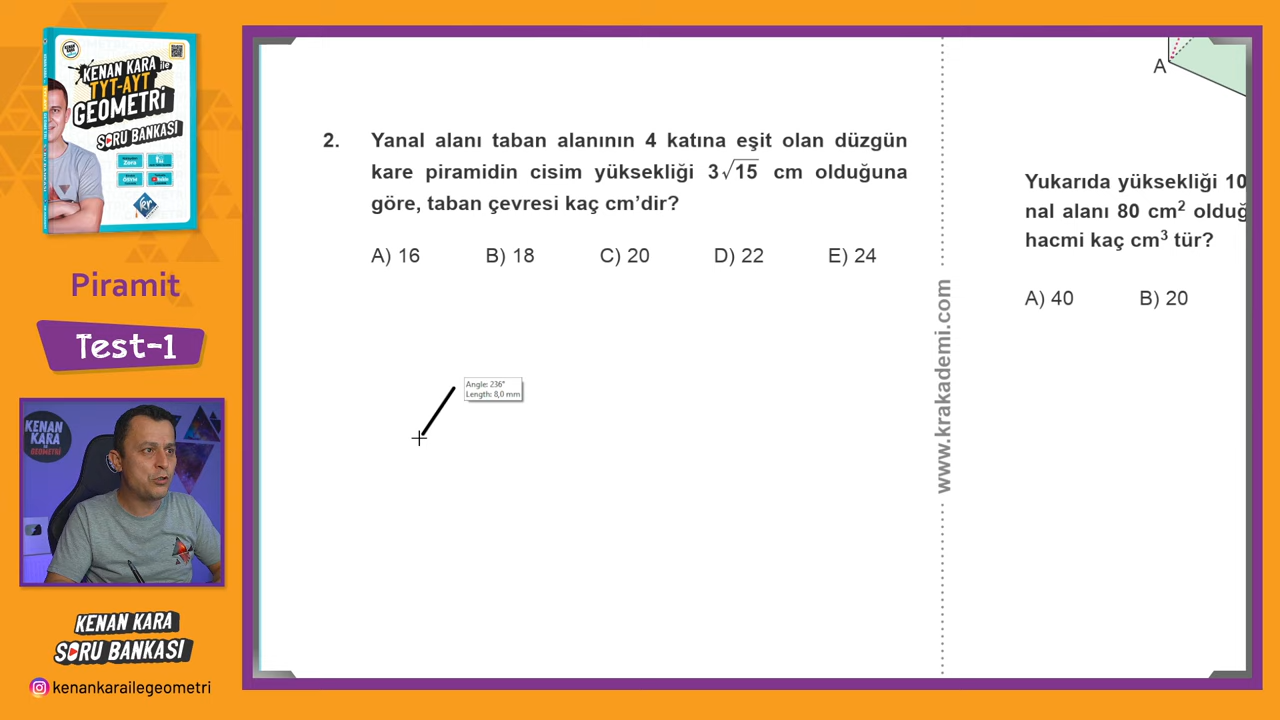 KENAN KARA ile
TYT-AYT
GEOMETRİ
SORU BANKASI
Piramit
Test-1
KENAN
KARA
GEOMETRİ
KENAN KARA
SORU BANKASI
kenankarailegeometri
2. Yanal alanı taban alanının 4 katına eşit olan düzgün
kare piramidin cisim yüksekliği 3√15 cm olduğuna
göre, taban çevresi kaç cm’dir?
A) 16 B) 18 C) 20 D) 22 E) 24
Angle: 236°
Length: 8,0 mm
www.krakademi.com
A
Yukarıda yüksekliği 10
nal alanı 80 cm² olduğ
hacmi kaç cm³ tür?
A) 40 B) 20